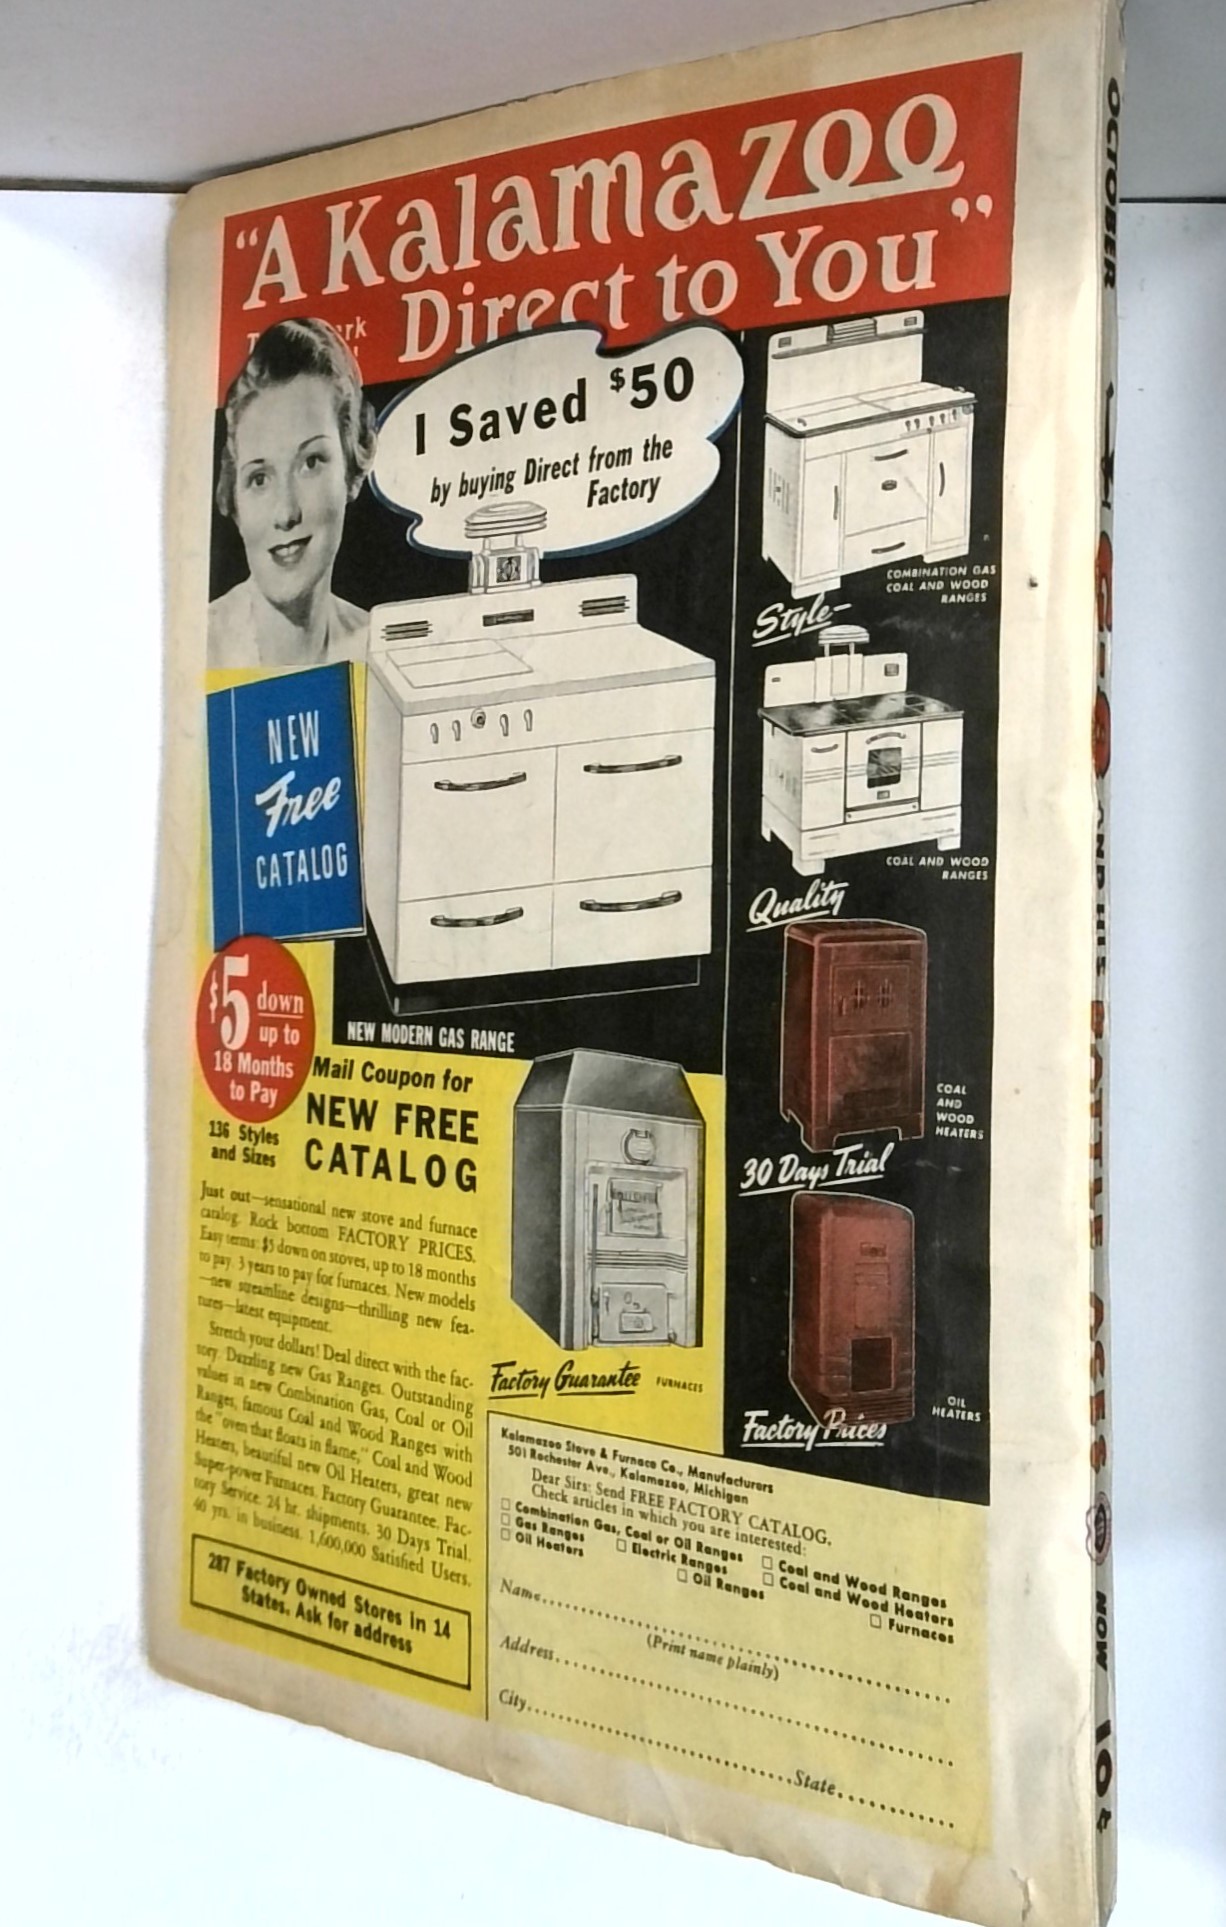 "A Kalamazoo
Direct to You"
I Saved $50
by buying Direct from the
Factory
COMBINATION GAS
COAL AND WOOD
RANGES
Style-
NEW
Free
CATALOG
COAL AND WOOD
RANGES
Quality
$5 down
up to
18 Months
to Pay
NEW MODERN GAS RANGE
136 Styles
and Sizes
Mail Coupon for
NEW FREE
CATALOG
COAL
AND
WOOD
HEATERS
30 Days Trial
Just out—sensational new stove and furnace
catalog. Rock bottom FACTORY PRICES.
Easy terms: $5 down on stoves, up to 18 months
to pay. 3 years to pay for furnaces. New models
—new streamline designs—thrilling new fea-
tures—latest equipment.
Stretch your dollars! Deal direct with the fac-
tory. Dazzling new Gas Ranges. Outstanding
values in new Combination Gas, Coal or Oil
Ranges, famous Coal and Wood Ranges with
the "oven that floats in flame," Coal and Wood
Heaters, beautiful new Oil Heaters, great new
Super-power Furnaces. Factory Guarantee. Fac-
tory Service. 24 hr. shipments. 30 Days Trial.
40 yrs. in business. 1,600,000 Satisfied Users.
287 Factory Owned Stores in 14
States. Ask for address
Factory Guarantee
FURNACES
OIL
HEATERS
Factory Prices
Kalamazoo Stove & Furnace Co., Manufacturers
501 Rochester Ave., Kalamazoo, Michigan
Dear Sirs: Send FREE FACTORY CATALOG,
Check articles in which you are interested:
□ Combination Gas, Coal or Oil Ranges □ Coal and Wood Ranges
□ Gas Ranges □ Electric Ranges □ Coal and Wood Heaters
□ Oil Heaters □ Oil Ranges □ Furnaces
Name
(Print name plainly)
Address
City
State
OCTOBER
G-8 AND HIS BATTLE ACES NOW 10¢